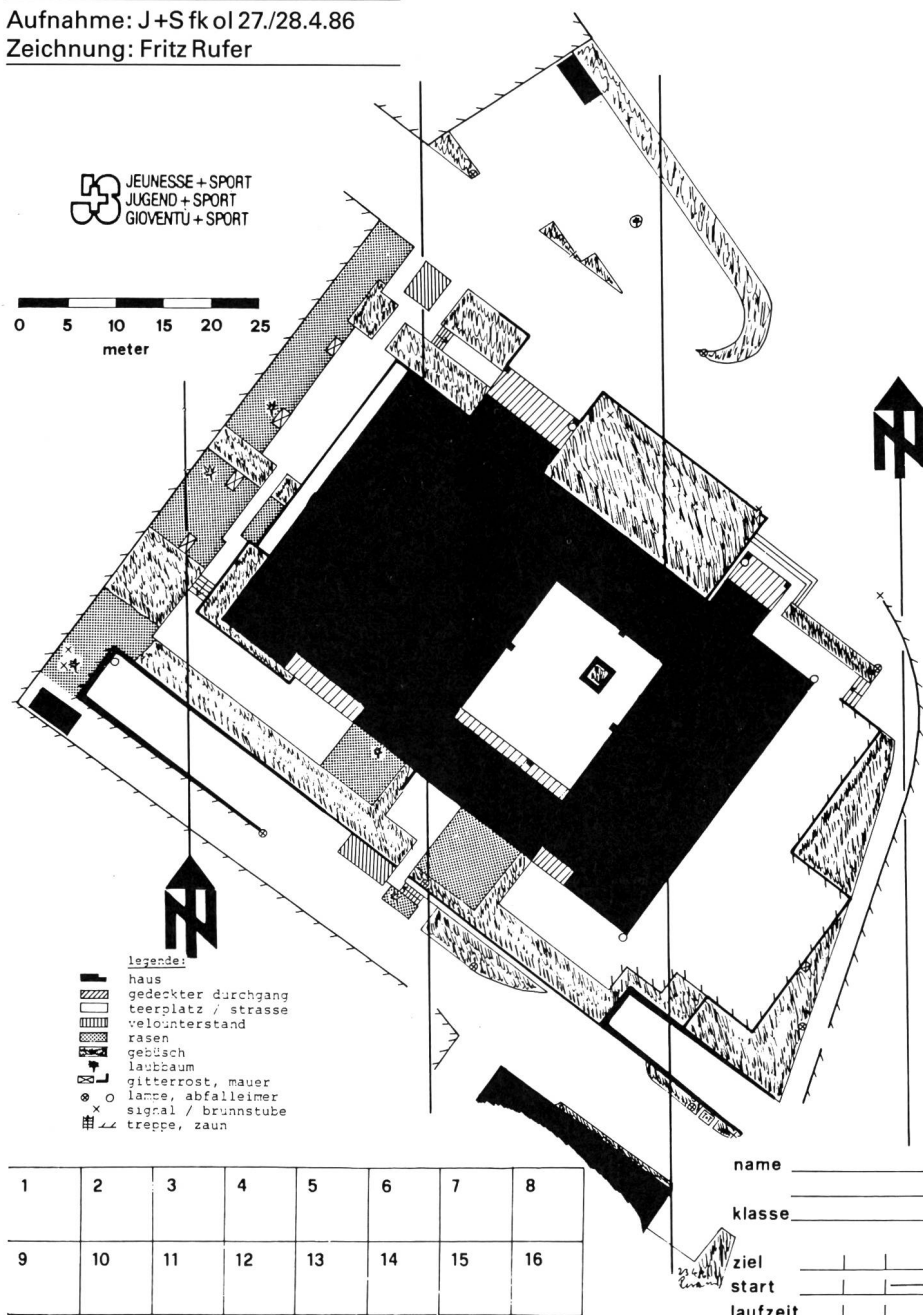 Aufnahme: J+S fk ol 27./28.4.86
Zeichnung: Fritz Rufer
JEUNESSE + SPORT
JUGEND + SPORT
GIOVENTÙ + SPORT
0 5 10 15 20 25
meter
N
N
legende:
haus
gedeckter durchgang
teerplatz / strasse
velounterstand
rasen
gebüsch
laubbaum
gitterrost, mauer
lampe, abfalleimer
signal / brunnstube
treppe, zaun
1 2 3 4 5 6 7 8
9 10 11 12 13 14 15 16
name
klasse
ziel
start
laufzeit